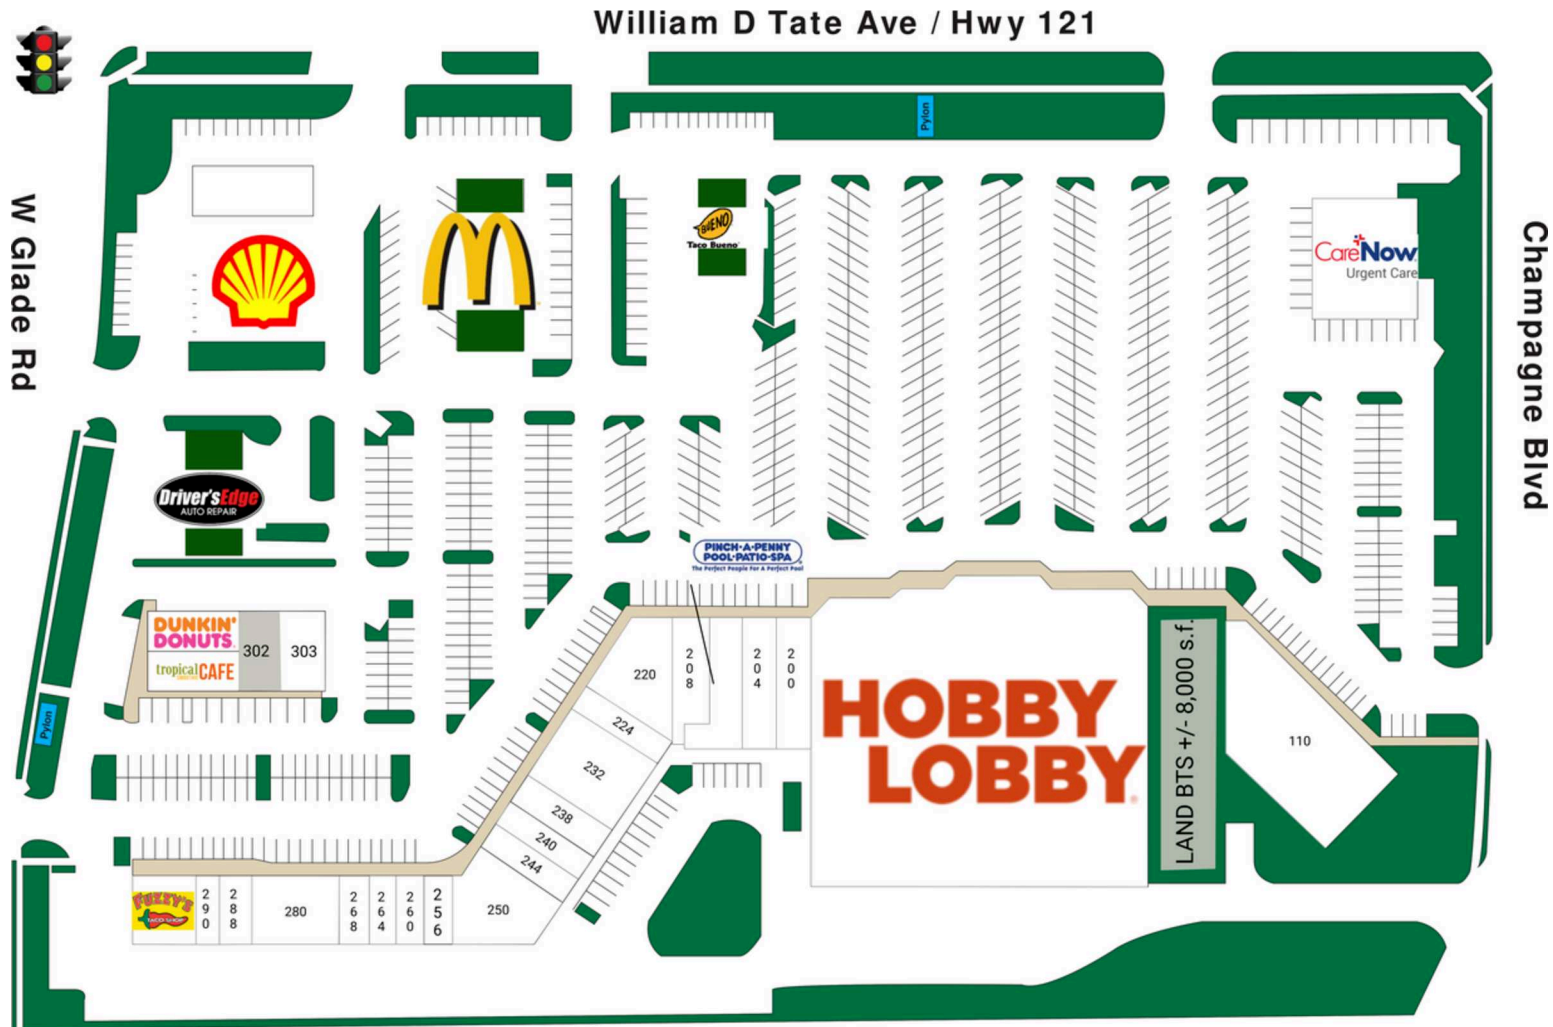 William D Tate Ave / Hwy 121
Pylon
W Glade Rd
BUENO
Taco Bueno
CareNow
Urgent Care
Champagne Blvd
Driver'sEdge
AUTO REPAIR
PINCH·A·PENNY
POOL·PATIO·SPA
The Perfect People For A Perfect Pool
DUNKIN'
DONUTS
302
303
tropical CAFE
Pylon
220
208
204
200
224
232
238
240
244
HOBBY
LOBBY
LAND BTS +/- 8,000 s.f.
110
FUZZY'S
TACO SHOP
290
288
280
268
264
260
256
250